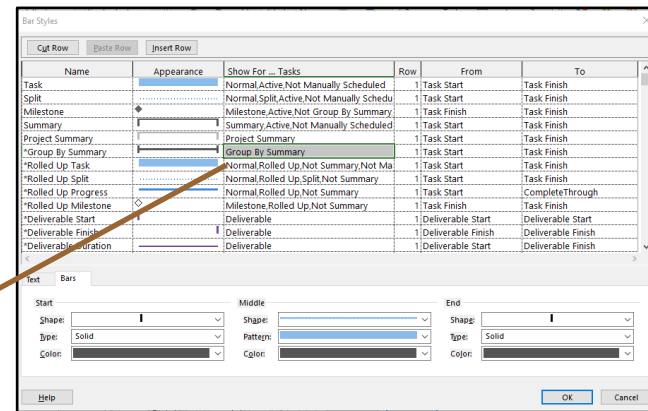 Bar Styles
Cut Row Paste Row Insert Row
Name Appearance Show For ... Tasks Row From To
Task Normal,Active,Not Manually Scheduled 1 Task Start Task Finish
Split Normal,Split,Active,Not Manually Schedu 1 Task Start Task Finish
Milestone Milestone,Active,Not Group By Summary 1 Task Finish Task Finish
Summary Summary,Active,Not Manually Scheduled 1 Task Start Task Finish
Project Summary Project Summary 1 Task Start Task Finish
*Group By Summary Group By Summary 1 Task Start Task Finish
*Rolled Up Task Normal,Rolled Up,Not Summary,Not Ma 1 Task Start Task Finish
*Rolled Up Split Normal,Rolled Up,Split,Not Summary 1 Task Start Task Finish
*Rolled Up Progress Normal,Rolled Up,Not Summary 1 Task Start CompleteThrough
*Rolled Up Milestone Milestone,Rolled Up,Not Summary 1 Task Finish Task Finish
*Deliverable Start Deliverable 1 Deliverable Start Deliverable Start
*Deliverable Finish Deliverable 1 Deliverable Finish Deliverable Finish
*Deliverable Duration Deliverable 1 Deliverable Start Deliverable Finish
Text Bars
Start Middle End
Shape: Shape: Shape:
Type: Solid Pattern: Type: Solid
Color: Color: Color:
Help OK Cancel